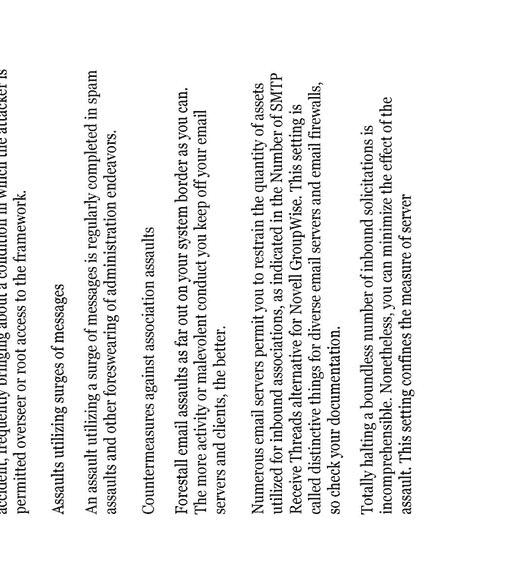 accident, frequently bringing about a condition in which the attacker is
permitted overseer or root access to the framework.
Assaults utilizing surges of messages
An assault utilizing a surge of messages is regularly completed in spam
assaults and other foreswearing of administration endeavors.
Countermeasures against association assaults
Forestall email assaults as far out on your system border as you can.
The more activity or malevolent conduct you keep off your email
servers and clients, the better.
Numerous email servers permit you to restrain the quantity of assets
utilized for inbound associations, as indicated in the Number of SMTP
Receive Threads alternative for Novell GroupWise. This setting is
called distinctive things for diverse email servers and email firewalls,
so check your documentation.
Totally halting a boundless number of inbound solicitations is
incomprehensible. Nonetheless, you can minimize the effect of the
assault. This setting confines the measure of server